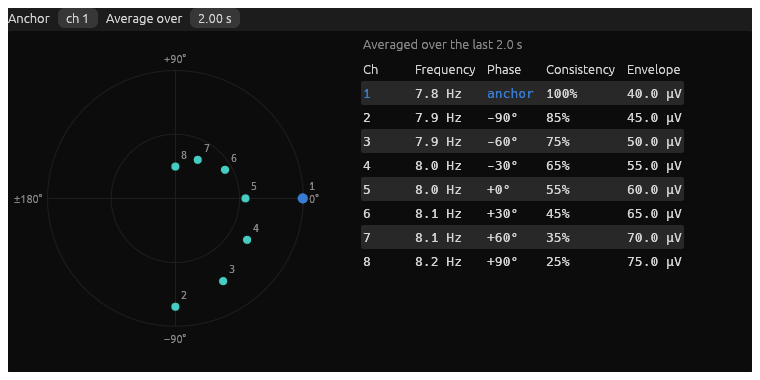 Anchor ch 1 Average over 2.00 s
Averaged over the last 2.0 s
+90°
±180°
0°
−90°
1
2
3
4
5
6
7
8
Ch Frequency Phase Consistency Envelope
1 7.8 Hz anchor 100% 40.0 μV
2 7.9 Hz −90° 85% 45.0 μV
3 7.9 Hz −60° 75% 50.0 μV
4 8.0 Hz −30° 65% 55.0 μV
5 8.0 Hz +0° 55% 60.0 μV
6 8.1 Hz +30° 45% 65.0 μV
7 8.1 Hz +60° 35% 70.0 μV
8 8.2 Hz +90° 25% 75.0 μV